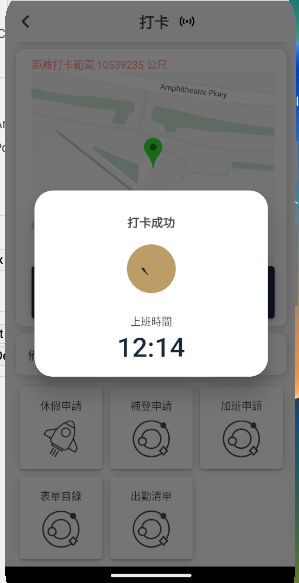 打卡
距離打卡範圍 10539235 公尺
Amphitheatre Pkwy
打卡成功
上班時間
12:14
休假申請
補登申請
加班申請
表單目錄
出勤清單